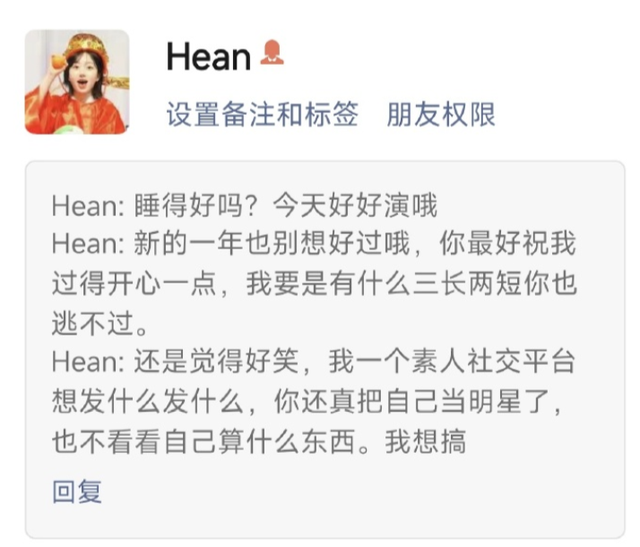 Hean
设置备注和标签 朋友权限
Hean: 睡得好吗？今天好好演哦
Hean: 新的一年也别想好过哦，你最好祝我
过得开心一点，我要是有什么三长两短你也
逃不过。
Hean: 还是觉得好笑，我一个素人社交平台
想发什么发什么，你还真把自己当明星了，
也不看看自己算什么东西。我想搞
回复